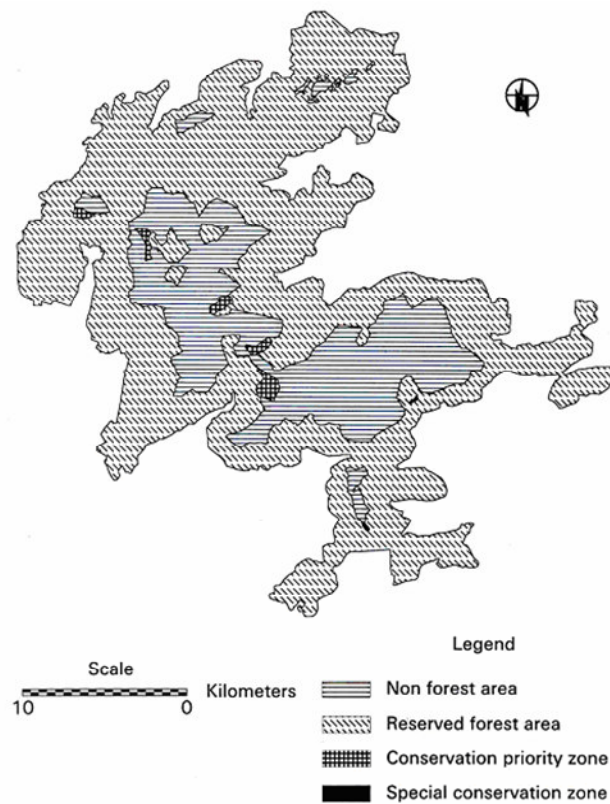 N
Legend
Scale
Kilometers
10 0
Non forest area
Reserved forest area
Conservation priority zone
Special conservation zone